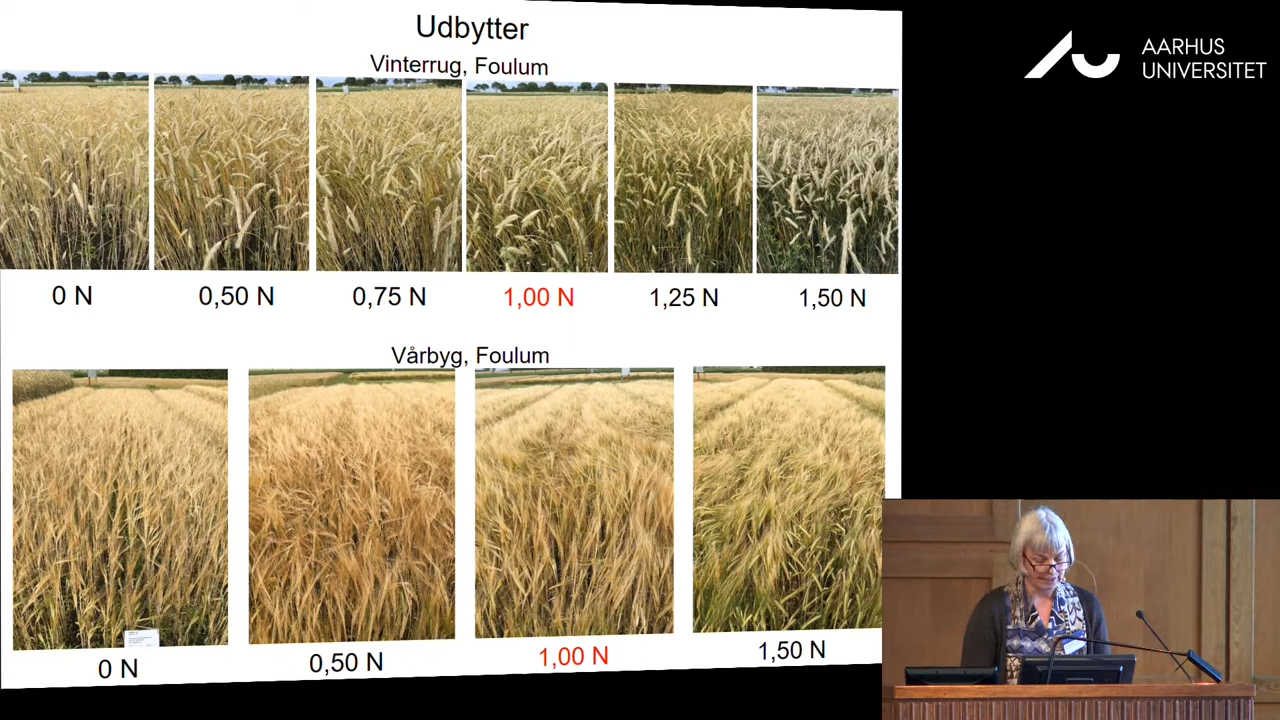 Udbytter
Vinterrug, Foulum
0 N
0,50 N
0,75 N
1,00 N
1,25 N
1,50 N
Vårbyg, Foulum
0 N
0,50 N
1,00 N
1,50 N
AARHUS
UNIVERSITET